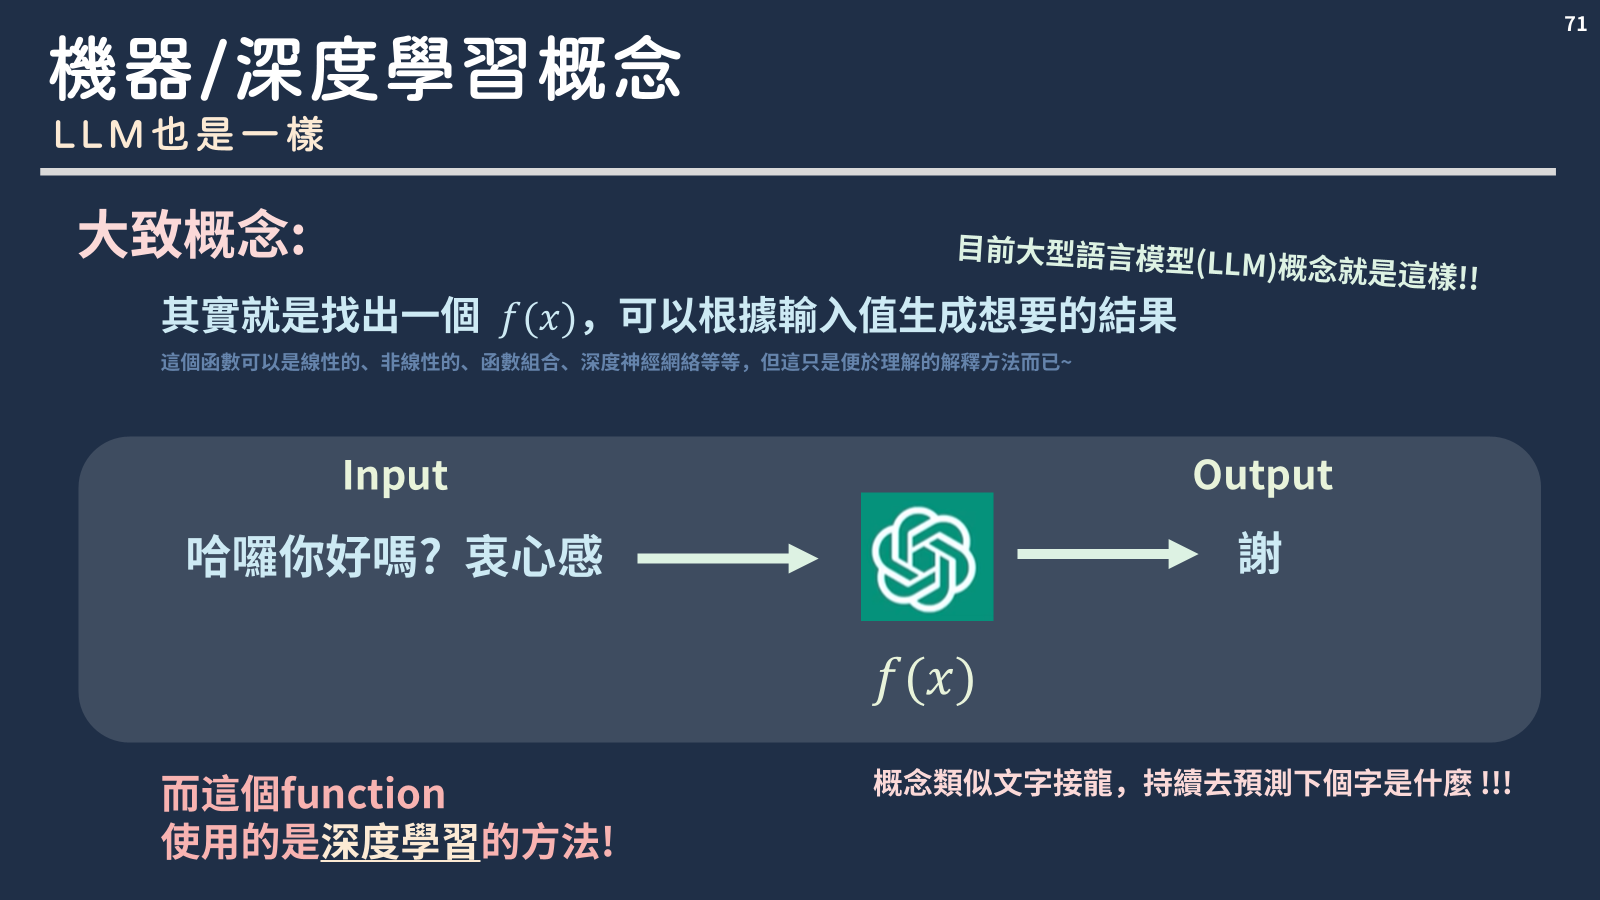 71
機器/深度學習概念
LLM也是一樣
大致概念:
目前大型語言模型(LLM)概念就是這樣!!
其實就是找出一個 f(x)，可以根據輸入值生成想要的結果
這個函數可以是線性的、非線性的、函數組合、深度神經網絡等等，但這只是便於理解的解釋方法而已~
Input
Output
哈囉你好嗎？衷心感
謝
f(x)
而這個function
使用的是深度學習的方法!
概念類似文字接龍，持續去預測下個字是什麼 !!!